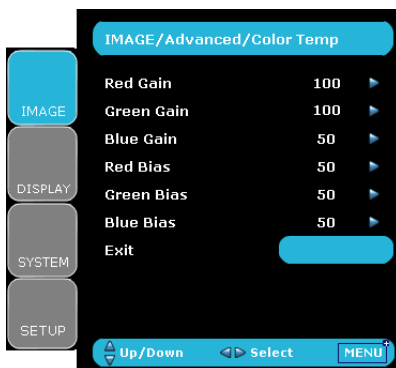 IMAGE/Advanced/Color Temp
IMAGE
DISPLAY
SYSTEM
SETUP
Red Gain 100
Green Gain 100
Blue Gain 50
Red Bias 50
Green Bias 50
Blue Bias 50
Exit
Up/Down Select MENU